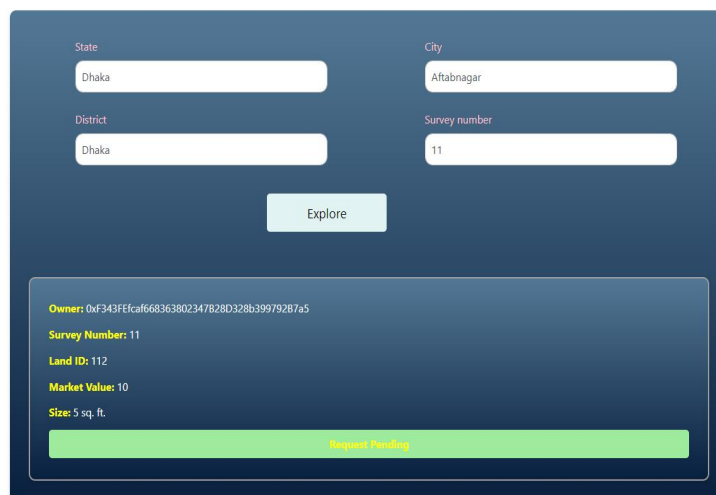 State
City
Dhaka
Aftabnagar
District
Survey number
Dhaka
11
Explore
Owner: 0xF343FEfcaf668363802347B28D328b399792B7a5
Survey Number: 11
Land ID: 112
Market Value: 10
Size: 5 sq. ft.
Request Pending